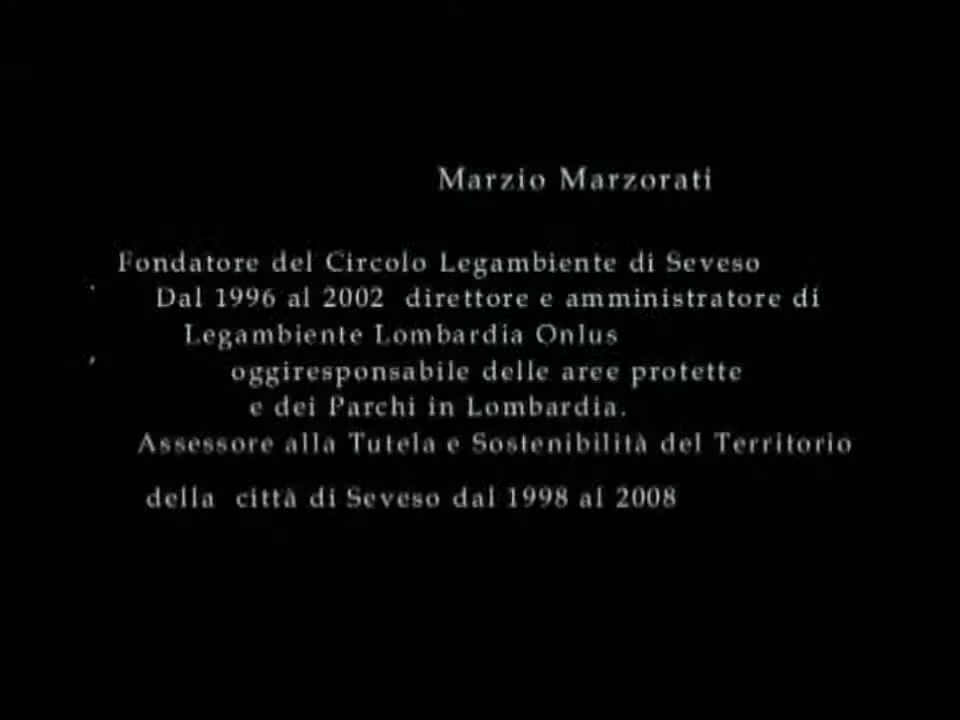 Marzio Marzorati
Fondatore del Circolo Legambiente di Seveso
Dal 1996 al 2002 direttore e amministratore di
Legambiente Lombardia Onlus
oggiresponsabile delle aree protette
e dei Parchi in Lombardia.
Assessore alla Tutela e Sostenibilità del Territorio
della città di Seveso dal 1998 al 2008